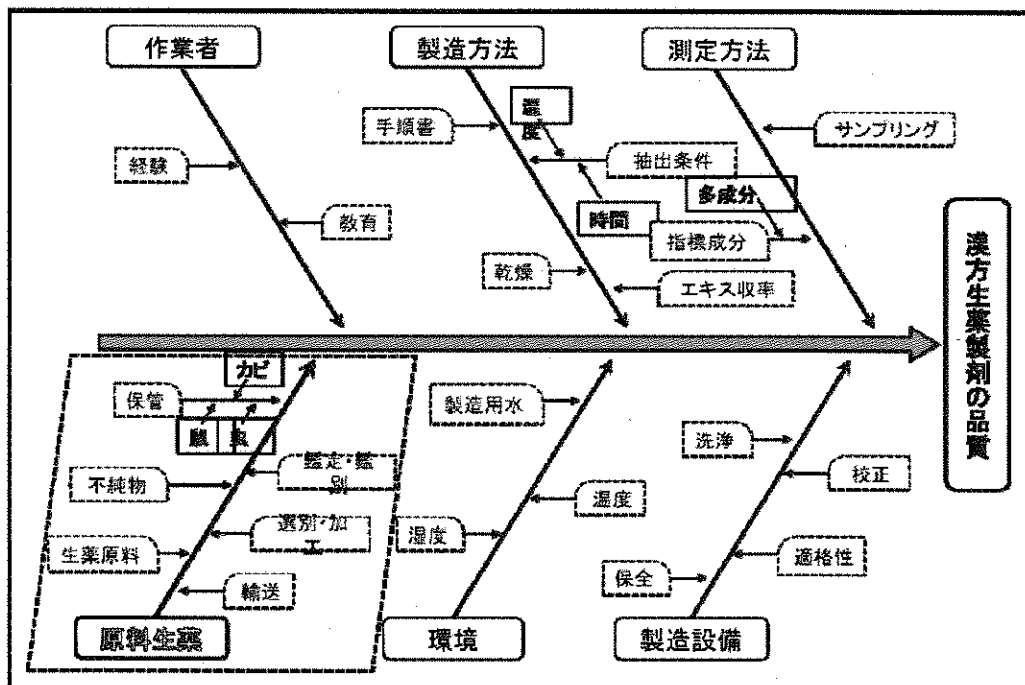 作業者
製造方法
測定方法
温
度
手順書
サンプリング
経験
抽出条件
多成分
教育
時間
指標成分
乾燥
エキス収率
漢方生薬製剤の品質
カビ
保管
製造用水
虫
洗浄
鑑定・鑑
別
不純物
校正
温度
選別・加
工
生薬原料
湿度
適格性
保全
輸送
原料生薬
環境
製造設備